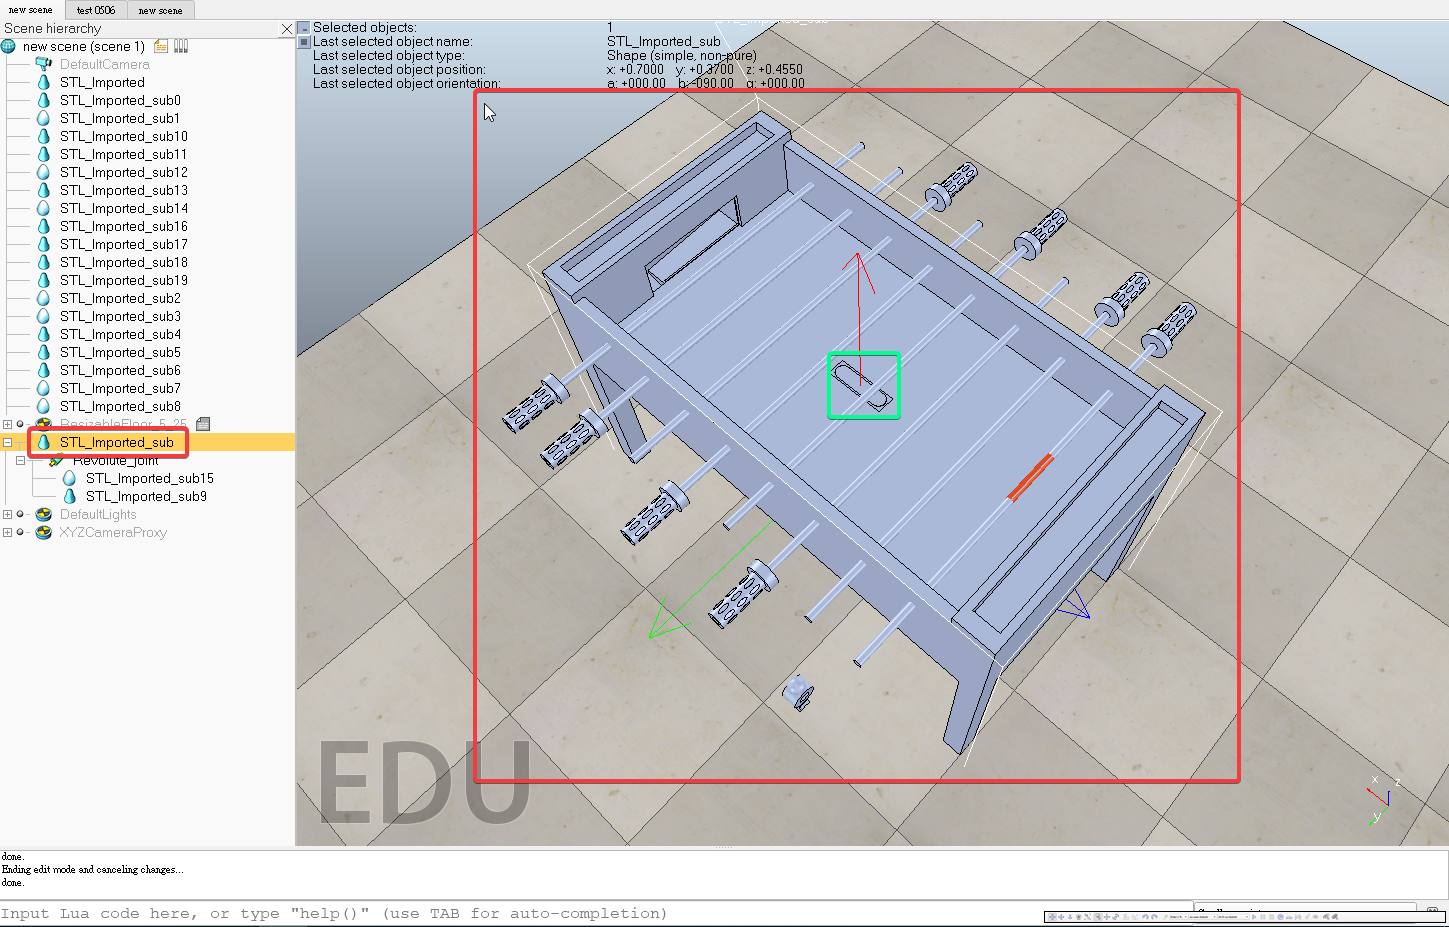 new scene test 0506 new scene
Scene hierarchy
new scene (scene 1)
DefaultCamera
STL_Imported
STL_Imported_sub0
STL_Imported_sub1
STL_Imported_sub10
STL_Imported_sub11
STL_Imported_sub12
STL_Imported_sub13
STL_Imported_sub14
STL_Imported_sub16
STL_Imported_sub17
STL_Imported_sub18
STL_Imported_sub19
STL_Imported_sub2
STL_Imported_sub3
STL_Imported_sub4
STL_Imported_sub5
STL_Imported_sub6
STL_Imported_sub7
STL_Imported_sub8
ResizableFloor_5_25
STL_Imported_sub
Revolute_joint
STL_Imported_sub15
STL_Imported_sub9
DefaultLights
XYZCameraProxy
STL_Imported_sub
Selected objects: 1
Last selected object name: STL_Imported_sub
Last selected object type: Shape (simple, non-pure)
Last selected object position: x: +0.7000 y: +0.3700 z: +0.4550
Last selected object orientation: a: +000.00 b: -090.00 g: +000.00
EDU
x z
y
done.
Ending edit mode and canceling changes...
done.
Input Lua code here, or type "help()" (use TAB for auto-completion)